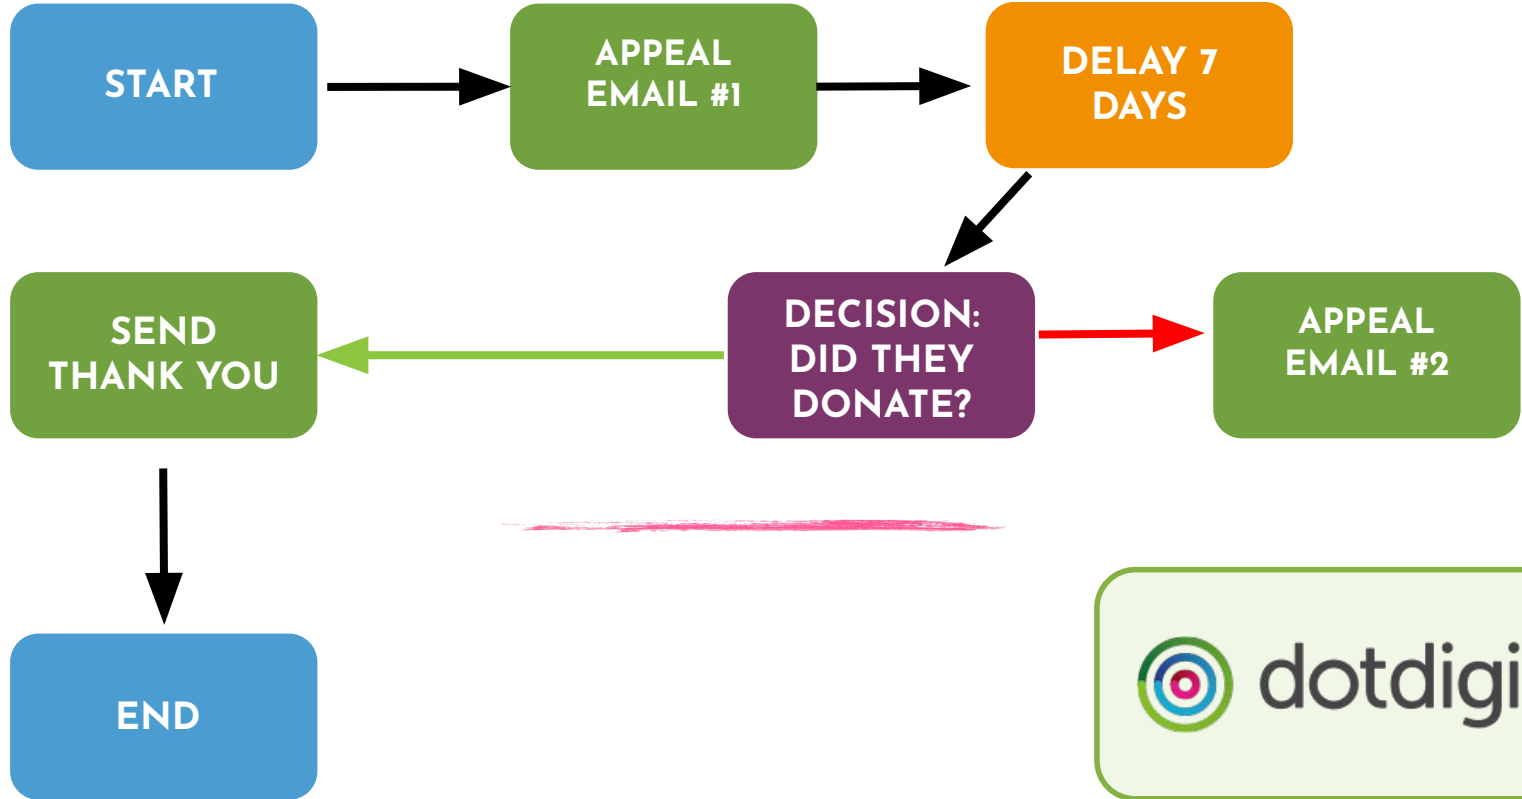 START
APPEAL
EMAIL #1
DELAY 7
DAYS
SEND
THANK YOU
DECISION:
DID THEY
DONATE?
APPEAL
EMAIL #2
END
dotdigi